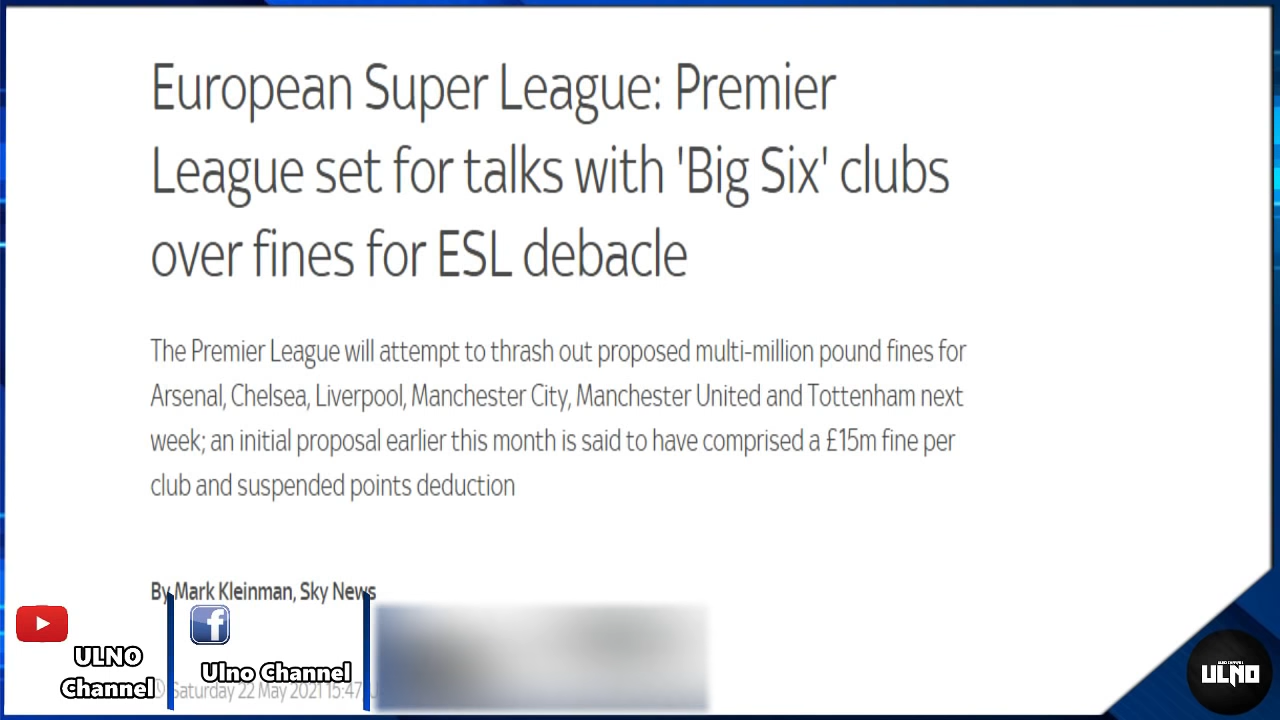 European Super League: Premier
League set for talks with 'Big Six' clubs
over fines for ESL debacle
The Premier League will attempt to thrash out proposed multi-million pound fines for
Arsenal, Chelsea, Liverpool, Manchester City, Manchester United and Tottenham next
week; an initial proposal earlier this month is said to have comprised a £15m fine per
club and suspended points deduction
By Mark Kleinman, Sky News
ULNO
Channel
Ulno Channel
Saturday 22 May 2021 15:47
ULNO